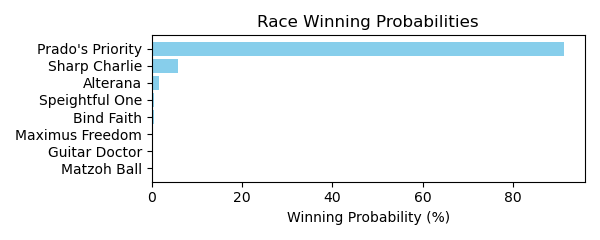 Race Winning Probabilities
Prado's Priority
Sharp Charlie
Alterana
Speightful One
Bind Faith
Maximus Freedom
Guitar Doctor
Matzoh Ball
0 20 40 60 80
Winning Probability (%)